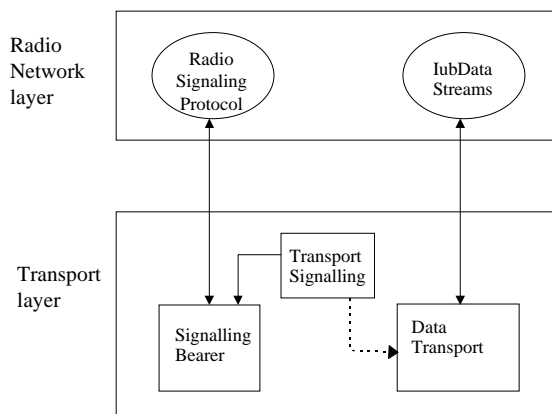 Radio
Network
layer
Radio
Signaling
Protocol
IubData
Streams
Transport
layer
Transport
Signalling
Signalling
Bearer
Data
Transport